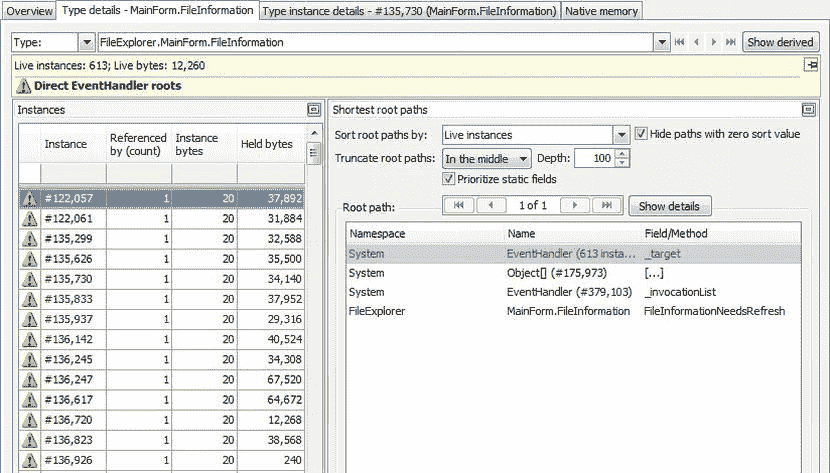 Overview Type details - MainForm.FileInformation Type instance details - #135,730 (MainForm.FileInformation) Native memory
Type: FileExplorer.MainForm.FileInformation Show derived
Live instances: 613; Live bytes: 12,260
Direct EventHandler roots
Instances
Instance Referenced by (count) Instance bytes Held bytes
#122,057 1 20 37,892
#122,061 1 20 31,884
#135,299 1 20 32,588
#135,626 1 20 35,500
#135,730 1 20 34,140
#135,833 1 20 37,952
#135,937 1 20 29,316
#136,142 1 20 40,524
#136,245 1 20 34,308
#136,247 1 20 67,520
#136,617 1 20 64,672
#136,720 1 20 12,268
#136,823 1 20 38,568
#136,926 1 20 240
Shortest root paths
Sort root paths by: Live instances Hide paths with zero sort value
Truncate root paths: In the middle Depth: 100
Prioritize static fields
Root path: 1 of 1 Show details
Namespace Name Field/Method
System EventHandler (613 insta... _target
System Object[] (#175,973) [...]
System EventHandler (#379,103) _invocationList
FileExplorer MainForm.FileInformation FileInformationNeedsRefresh